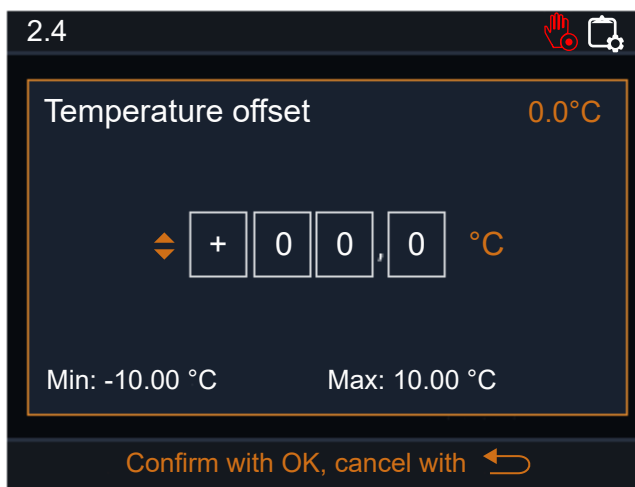 2.4
Temperature offset 0.0°C
+ 0 0 , 0 °C
Min: -10.00 °C Max: 10.00 °C
Confirm with OK, cancel with